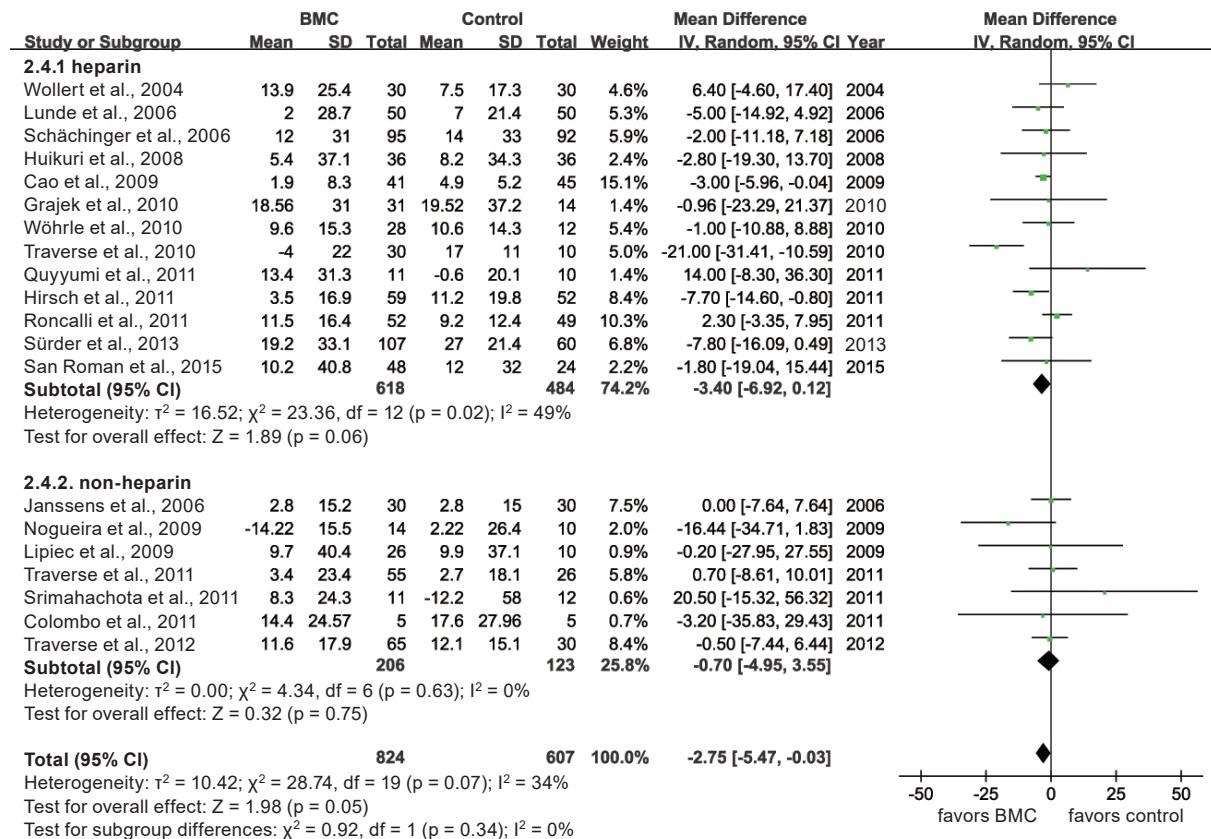 BMC Control Mean Difference Mean Difference
Study or Subgroup Mean SD Total Mean SD Total Weight IV, Random, 95% CI Year IV, Random, 95% CI
2.4.1 heparin
Wollert et al., 2004 13.9 25.4 30 7.5 17.3 30 4.6% 6.40 [-4.60, 17.40] 2004
Lunde et al., 2006 2 28.7 50 7 21.4 50 5.3% -5.00 [-14.92, 4.92] 2006
Schächinger et al., 2006 12 31 95 14 33 92 5.9% -2.00 [-11.18, 7.18] 2006
Huikuri et al., 2008 5.4 37.1 36 8.2 34.3 36 2.4% -2.80 [-19.30, 13.70] 2008
Cao et al., 2009 1.9 8.3 41 4.9 5.2 45 15.1% -3.00 [-5.96, -0.04] 2009
Grajek et al., 2010 18.56 31 31 19.52 37.2 14 1.4% -0.96 [-23.29, 21.37] 2010
Wöhrle et al., 2010 9.6 15.3 28 10.6 14.3 12 5.4% -1.00 [-10.88, 8.88] 2010
Traverse et al., 2010 -4 22 30 17 11 10 5.0% -21.00 [-31.41, -10.59] 2010
Quyyumi et al., 2011 13.4 31.3 11 -0.6 20.1 10 1.4% 14.00 [-8.30, 36.30] 2011
Hirsch et al., 2011 3.5 16.9 59 11.2 19.8 52 8.4% -7.70 [-14.60, -0.80] 2011
Roncalli et al., 2011 11.5 16.4 52 9.2 12.4 49 10.3% 2.30 [-3.35, 7.95] 2011
Sürder et al., 2013 19.2 33.1 107 27 21.4 60 6.8% -7.80 [-16.09, 0.49] 2013
San Roman et al., 2015 10.2 40.8 48 12 32 24 2.2% -1.80 [-19.04, 15.44] 2015
Subtotal (95% CI) 618 484 74.2% -3.40 [-6.92, 0.12]
Heterogeneity: τ² = 16.52; χ² = 23.36, df = 12 (p = 0.02); I² = 49%
Test for overall effect: Z = 1.89 (p = 0.06)
2.4.2. non-heparin
Janssens et al., 2006 2.8 15.2 30 2.8 15 30 7.5% 0.00 [-7.64, 7.64] 2006
Nogueira et al., 2009 -14.22 15.5 14 2.22 26.4 10 2.0% -16.44 [-34.71, 1.83] 2009
Lipiec et al., 2009 9.7 40.4 26 9.9 37.1 10 0.9% -0.20 [-27.95, 27.55] 2009
Traverse et al., 2011 3.4 23.4 55 2.7 18.1 26 5.8% 0.70 [-8.61, 10.01] 2011
Srimahachota et al., 2011 8.3 24.3 11 -12.2 58 12 0.6% 20.50 [-15.32, 56.32] 2011
Colombo et al., 2011 14.4 24.57 5 17.6 27.96 5 0.7% -3.20 [-35.83, 29.43] 2011
Traverse et al., 2012 11.6 17.9 65 12.1 15.1 30 8.4% -0.50 [-7.44, 6.44] 2012
Subtotal (95% CI) 206 123 25.8% -0.70 [-4.95, 3.55]
Heterogeneity: τ² = 0.00; χ² = 4.34, df = 6 (p = 0.63); I² = 0%
Test for overall effect: Z = 0.32 (p = 0.75)
Total (95% CI) 824 607 100.0% -2.75 [-5.47, -0.03]
Heterogeneity: τ² = 10.42; χ² = 28.74, df = 19 (p = 0.07); I² = 34%
Test for overall effect: Z = 1.98 (p = 0.05)
Test for subgroup differences: χ² = 0.92, df = 1 (p = 0.34); I² = 0%
-50 -25 0 25 50
favors BMC favors control